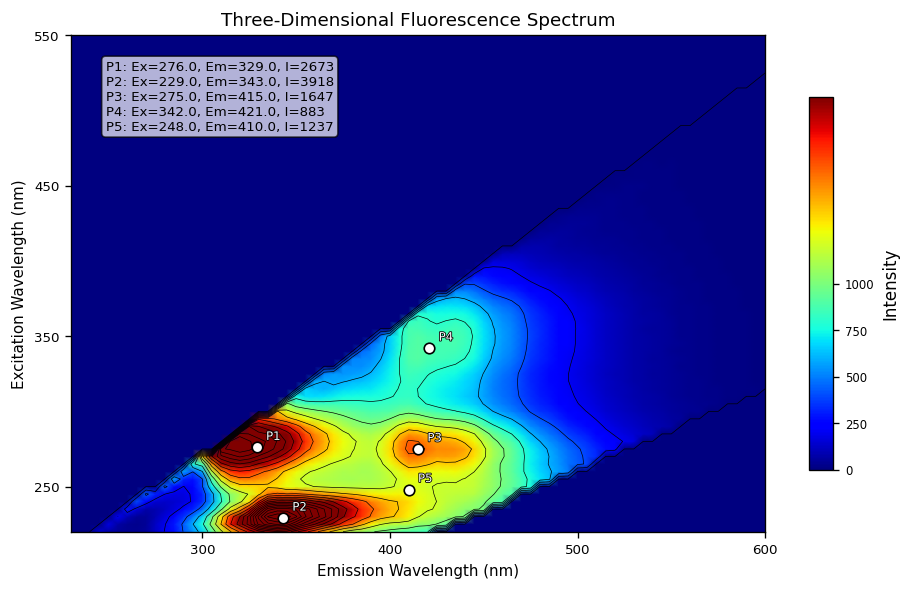 Three-Dimensional Fluorescence Spectrum
550
450
350
250
Excitation Wavelength (nm)
P1: Ex=276.0, Em=329.0, I=2673
P2: Ex=229.0, Em=343.0, I=3918
P3: Ex=275.0, Em=415.0, I=1647
P4: Ex=342.0, Em=421.0, I=883
P5: Ex=248.0, Em=410.0, I=1237
P4
P1
P3
P5
P2
300 400 500 600
Emission Wavelength (nm)
1000
750
500
250
0
Intensity